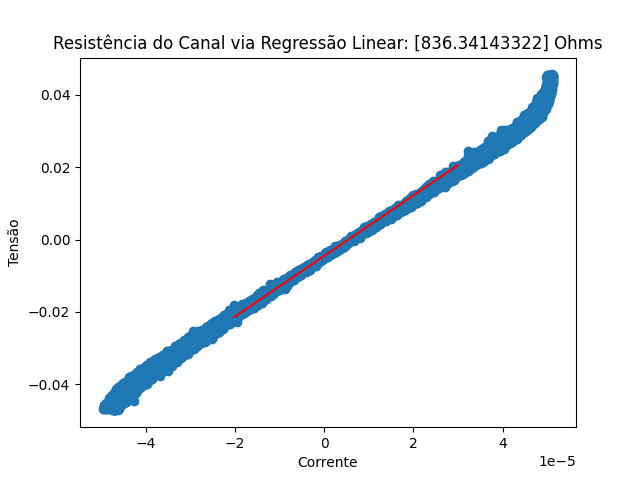 Resistência do Canal via Regressão Linear: [836.34143322] Ohms
0.04
0.02
0.00
−0.02
−0.04
Tensão
−4
−2
0
2
4
1e−5
Corrente